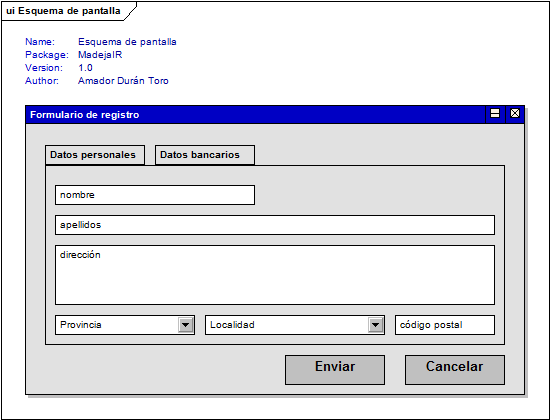 ui Esquema de pantalla
Name: Esquema de pantalla
Package: MadejaIR
Version: 1.0
Author: Amador Durán Toro
Formulario de registro
Datos personales Datos bancarios
nombre
apellidos
dirección
Provincia Localidad código postal
Enviar Cancelar